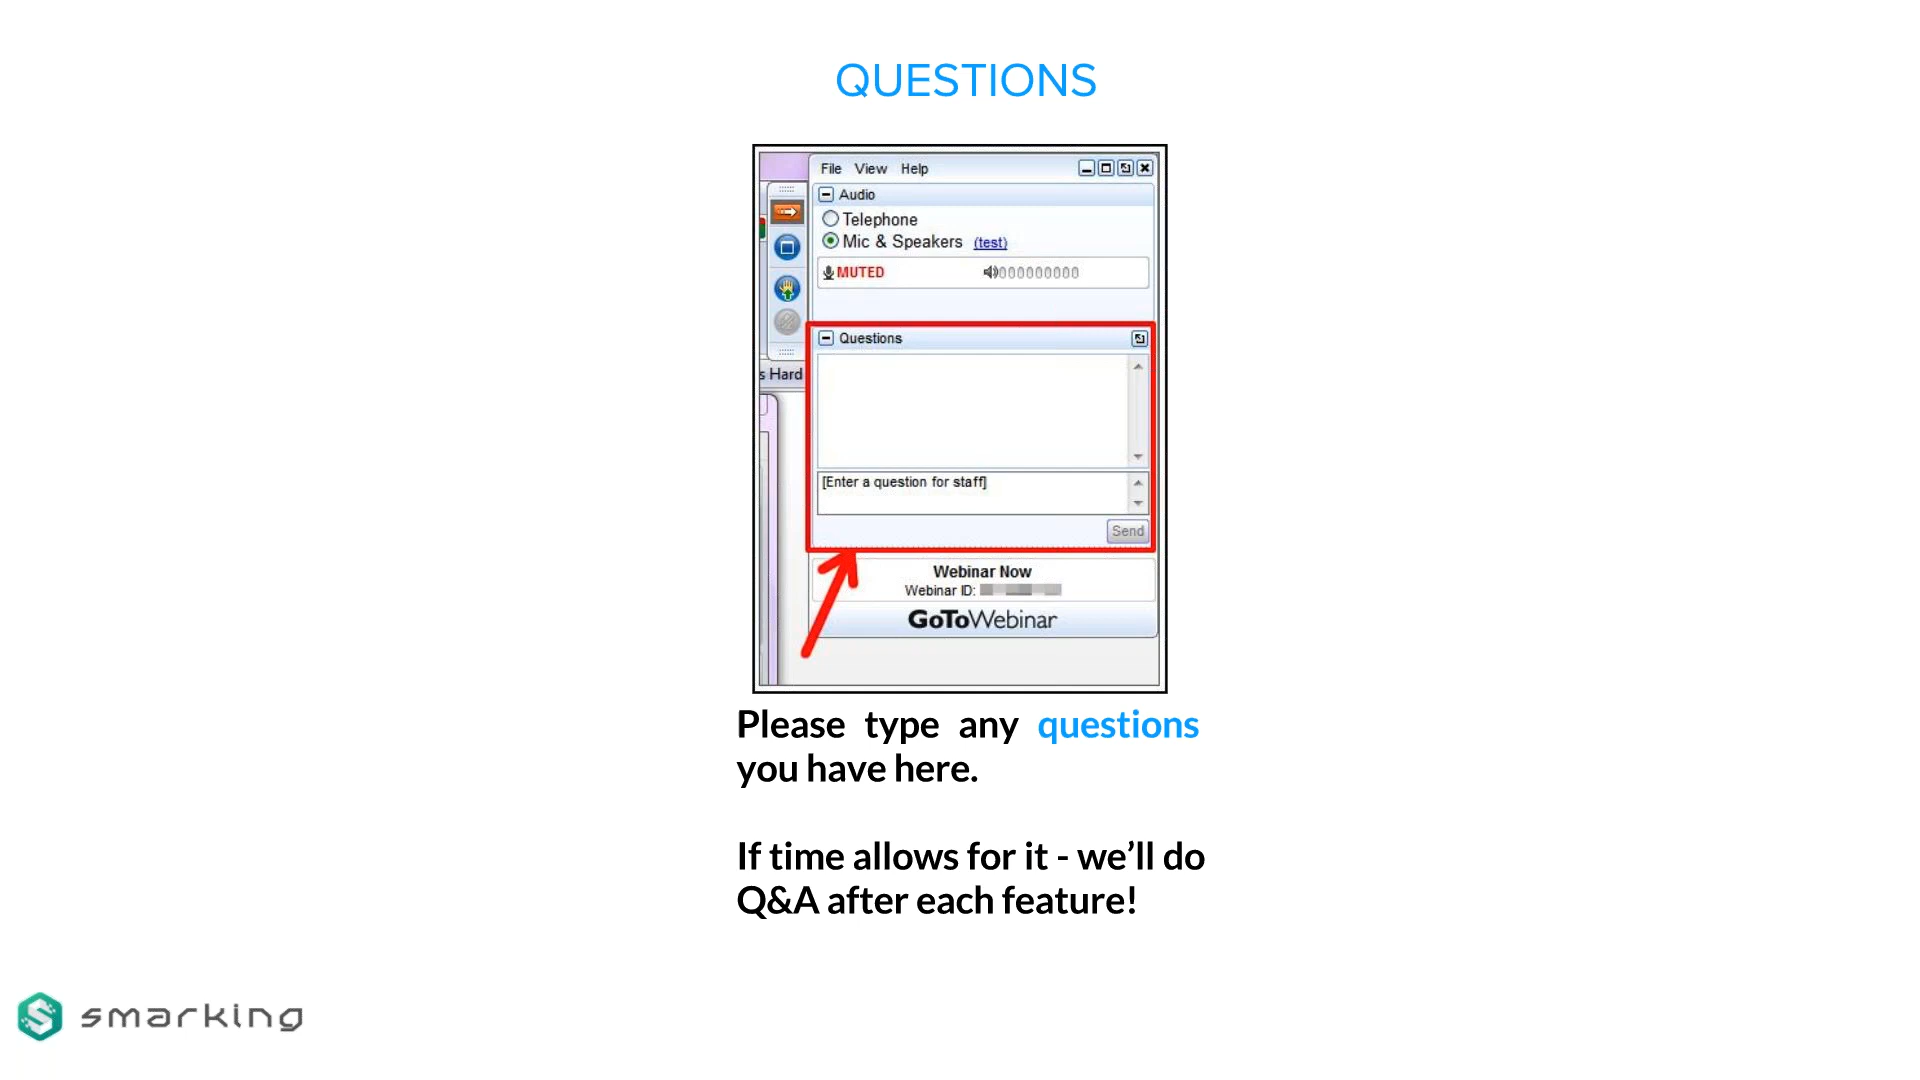 QUESTIONS
File View Help
Audio
Telephone
Mic & Speakers (test)
MUTED 000000000
Questions
s Hard
[Enter a question for staff]
Send
Webinar Now
Webinar ID:
GoToWebinar
Please type any questions
you have here.
If time allows for it - we’ll do
Q&A after each feature!
smarking